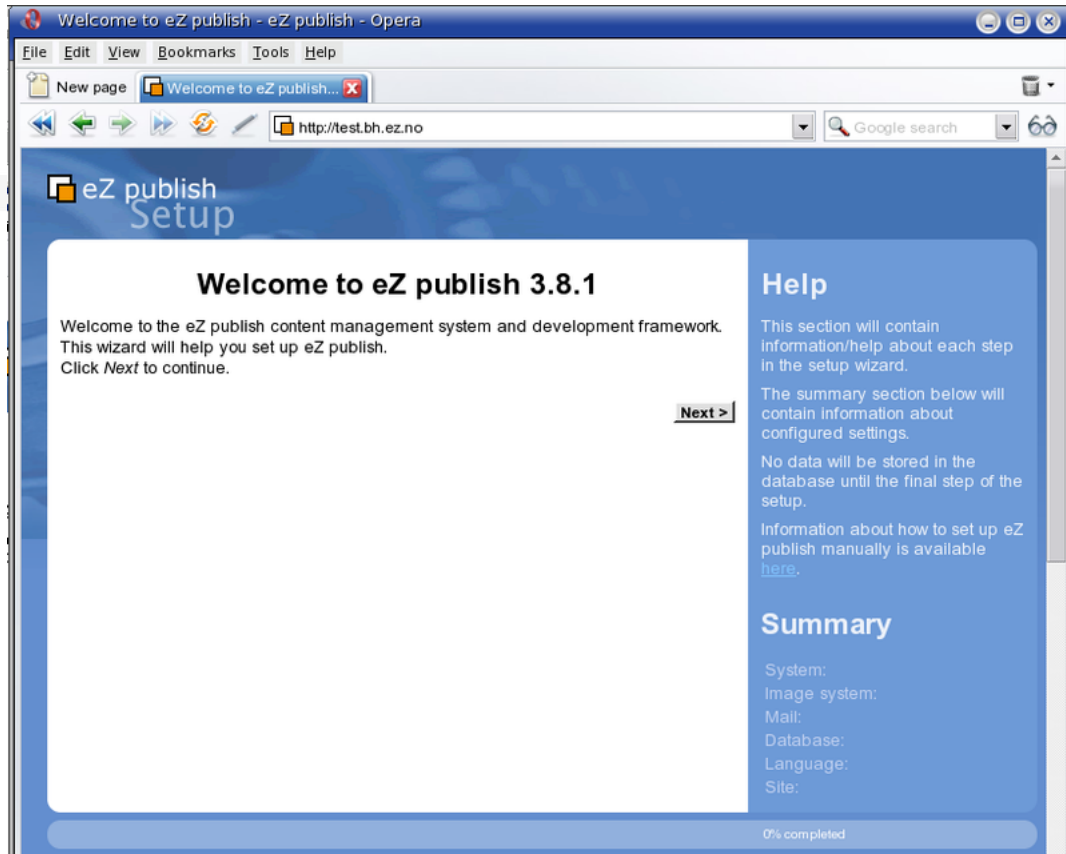 Welcome to eZ publish - eZ publish - Opera
File Edit View Bookmarks Tools Help
New page Welcome to eZ publish...
http://test.bh.ez.no Google search
eZ publish
Setup
Welcome to eZ publish 3.8.1
Welcome to the eZ publish content management system and development framework.
This wizard will help you set up eZ publish.
Click Next to continue.
Next >
Help
This section will contain
information/help about each step
in the setup wizard.
The summary section below will
contain information about
configured settings.
No data will be stored in the
database until the final step of the
setup.
Information about how to set up eZ
publish manually is available
here.
Summary
System:
Image system:
Mail:
Database:
Language:
Site:
0% completed